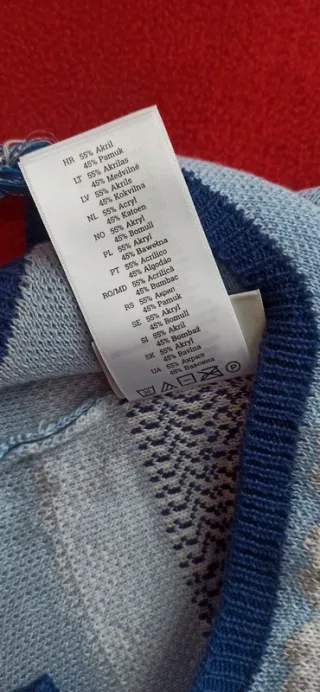 HR 55% Akril
45% Pamuk
LT 55% Akrilas
45% Medvilnė
LV 55% Akrils
45% Kokvilna
NL 55% Acryl
45% Katoen
NO 55% Akryl
45% Bomull
PL 55% Akryl
45% Bawełna
PT 55% Acrílico
45% Algodão
RO/MD 55% Acrilică
45% Bumbac
RS 55% Акрил
45% Pamuk
SE 55% Akryl
45% Bomull
SI 55% Akril
45% Bombaž
SK 55% Akryl
45% Bavlna
UA 55% Акрил
45% Бавовна